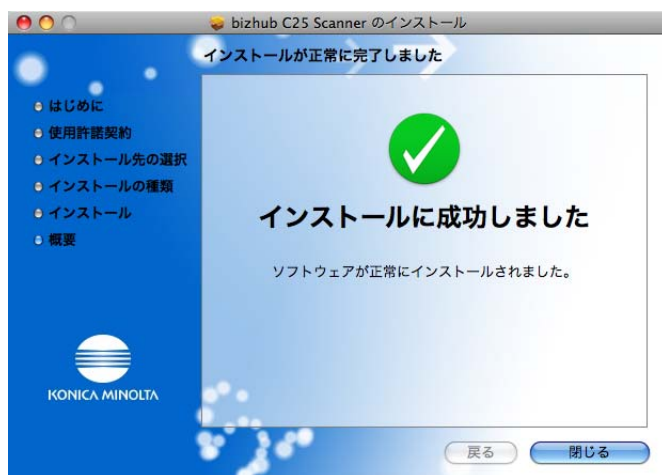 bizhub C25 Scanner のインストール
インストールが正常に完了しました
はじめに
使用許諾契約
インストール先の選択
インストールの種類
インストール
概要
インストールに成功しました
ソフトウェアが正常にインストールされました。
KONICA MINOLTA
戻る
閉じる